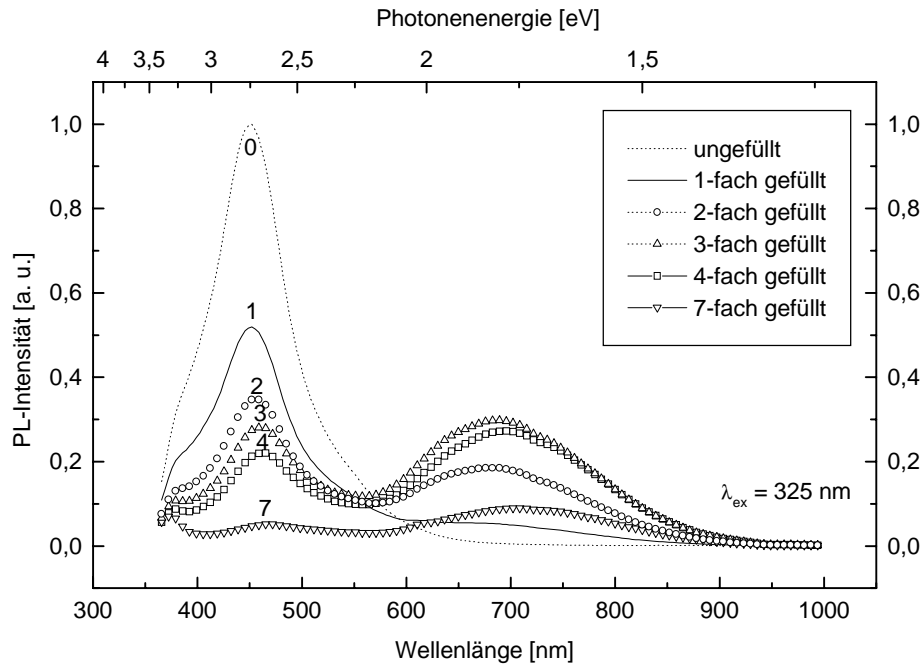 Photonenenergie [eV]
4 3,5 3 2,5 2 1,5
1,0 1,0
0,8 0,8
0,6 0,6
0,4 0,4
0,2 0,2
0,0 0,0
PL-Intensität [a. u.]
0
1
2
3
4
7
ungefüllt
1-fach gefüllt
2-fach gefüllt
3-fach gefüllt
4-fach gefüllt
7-fach gefüllt
λex = 325 nm
300 400 500 600 700 800 900 1000
Wellenlänge [nm]